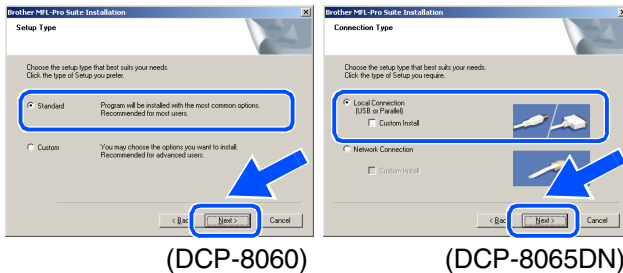 Brother MFL-Pro Suite Installation
Setup Type
Choose the setup type that best suits your needs.
Click the type of Setup you prefer.
Standard Program will be installed with the most common options.
Recommended for most users.
Custom You may choose the options you want to install.
Recommended for advanced users.
< Bac Next > Cancel
(DCP-8060)
Brother MFL-Pro Suite Installation
Connection Type
Choose the setup type that best suits your needs.
Click the type of Setup you require.
Local Connection
(USB or Parallel)
Custom Install
Network Connection
Custom Install
< Bac Next > Cancel
(DCP-8065DN)